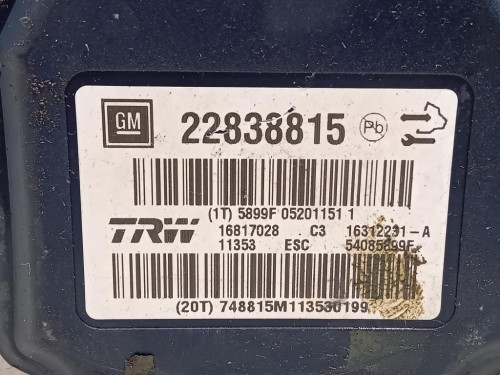 GM 22838815 Pb
(1T) 5899F 05201151 1
TRW 16817028 C3 16312231-A
11353 ESC 54085899F
(20T) 748815M113530199